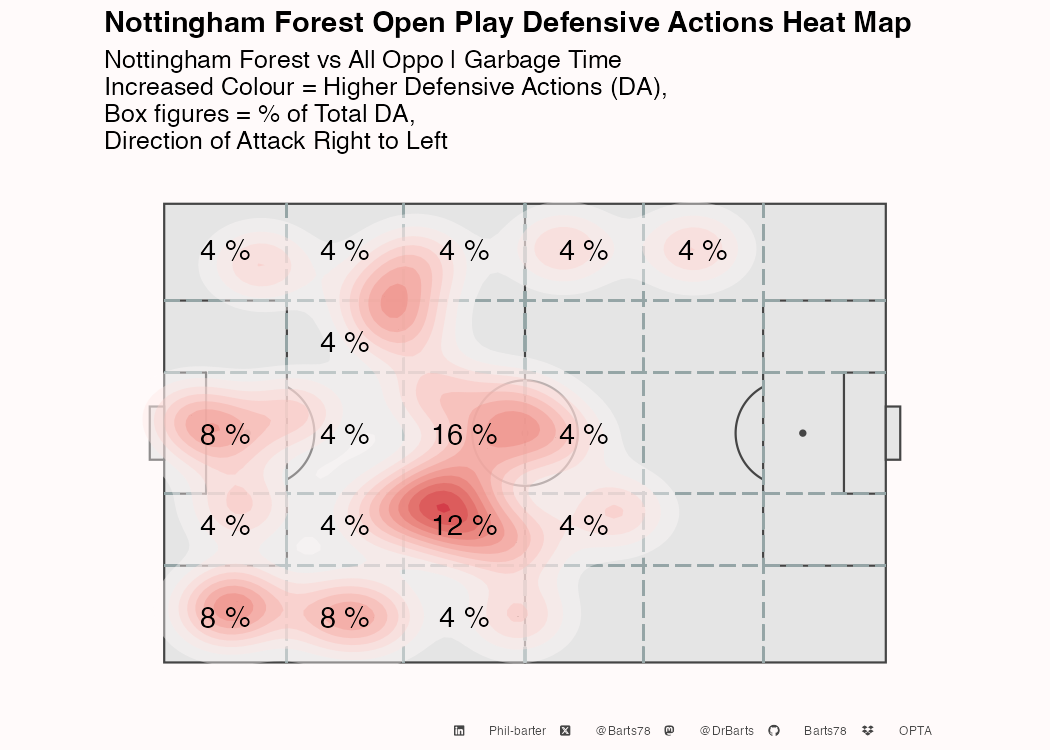 Nottingham Forest Open Play Defensive Actions Heat Map
Nottingham Forest vs All Oppo | Garbage Time
Increased Colour = Higher Defensive Actions (DA),
Box figures = % of Total DA,
Direction of Attack Right to Left
4 % 4 % 4 % 4 % 4 %
4 %
8 % 4 % 16 % 4 %
4 % 4 % 12 % 4 %
8 % 8 % 4 %
Phil-barter @Barts78 @DrBarts Barts78 OPTA